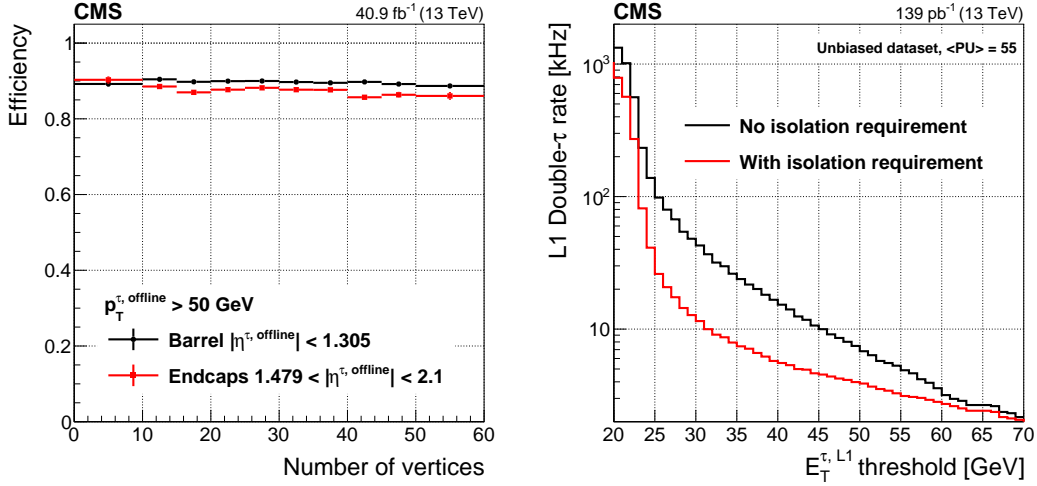 CMS 40.9 fb⁻¹ (13 TeV)
Efficiency
1
0.8
0.6
0.4
0.2
0
p_T^{τ, offline} > 50 GeV
Barrel |η^{τ, offline}| < 1.305
Endcaps 1.479 < |η^{τ, offline}| < 2.1
0 10 20 30 40 50 60
Number of vertices
CMS 139 pb⁻¹ (13 TeV)
Unbiased dataset, <PU> = 55
L1 Double-τ rate [kHz]
10³
10²
10
No isolation requirement
With isolation requirement
20 25 30 35 40 45 50 55 60 65 70
E_T^{τ, L1} threshold [GeV]